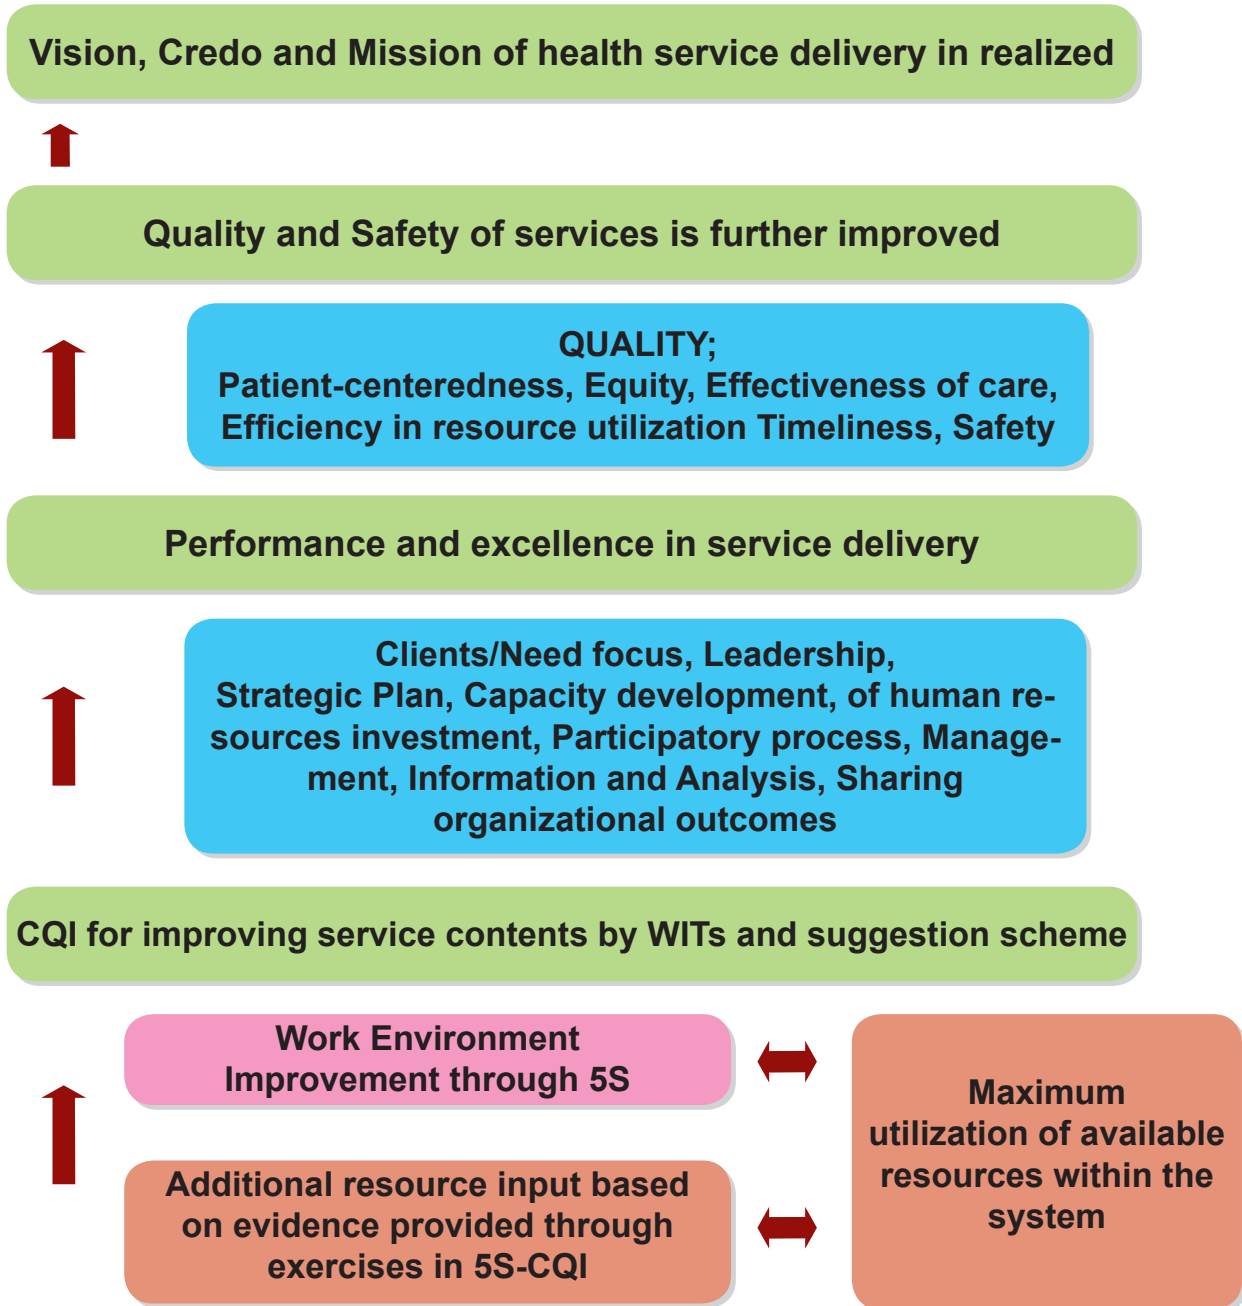 Vision, Credo and Mission of health service delivery in realized
Quality and Safety of services is further improved
QUALITY;
Patient-centeredness, Equity, Effectiveness of care,
Efficiency in resource utilization Timeliness, Safety
Performance and excellence in service delivery
Clients/Need focus, Leadership,
Strategic Plan, Capacity development, of human re-
sources investment, Participatory process, Manage-
ment, Information and Analysis, Sharing
organizational outcomes
CQI for improving service contents by WITs and suggestion scheme
Work Environment
Improvement through 5S
Additional resource input based
on evidence provided through
exercises in 5S-CQI
Maximum
utilization of available
resources within the
system